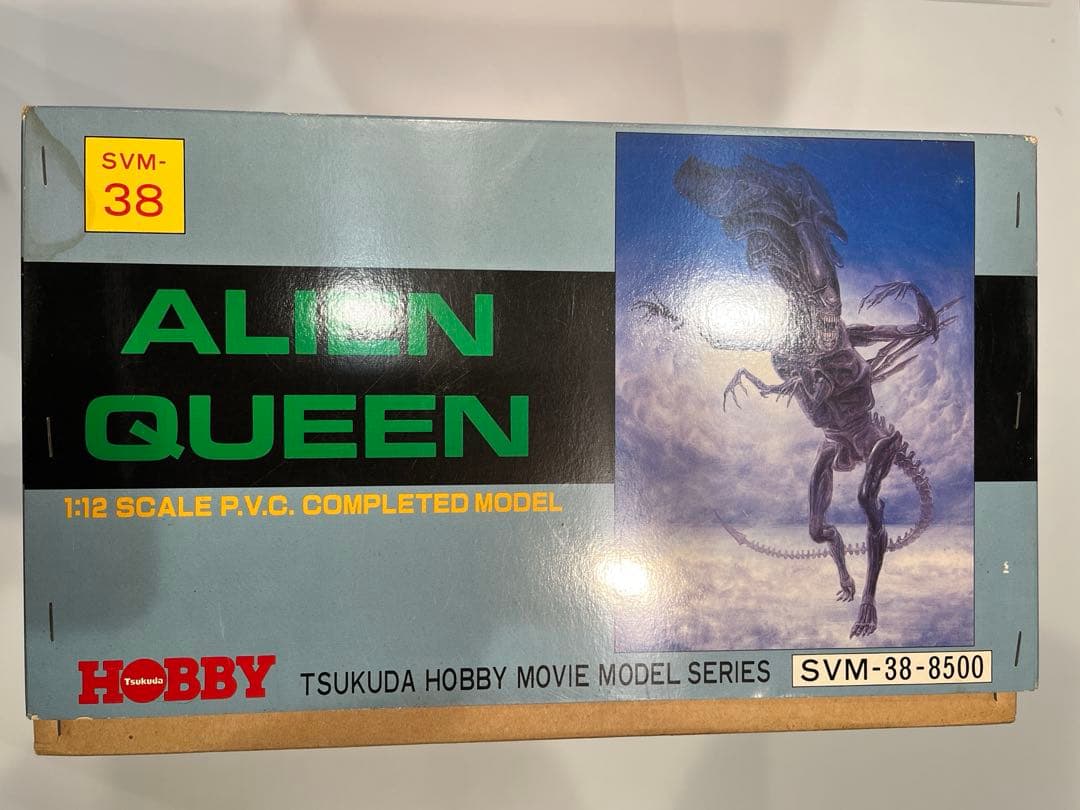 SVM-
38
ALIEN
QUEEN
1:12 SCALE P.V.C. COMPLETED MODEL
HOBBY
Tsukuda
TSUKUDA HOBBY MOVIE MODEL SERIES
SVM-38-8500